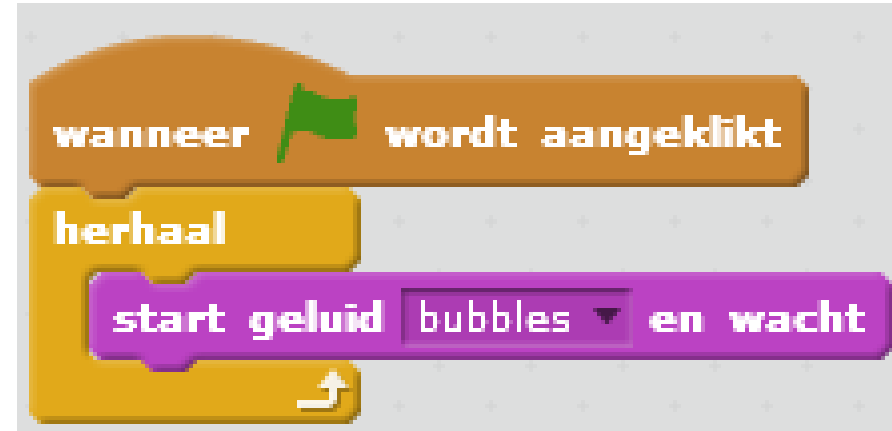 wanneer wordt aangeklikt
herhaal
start geluid bubbles en wacht